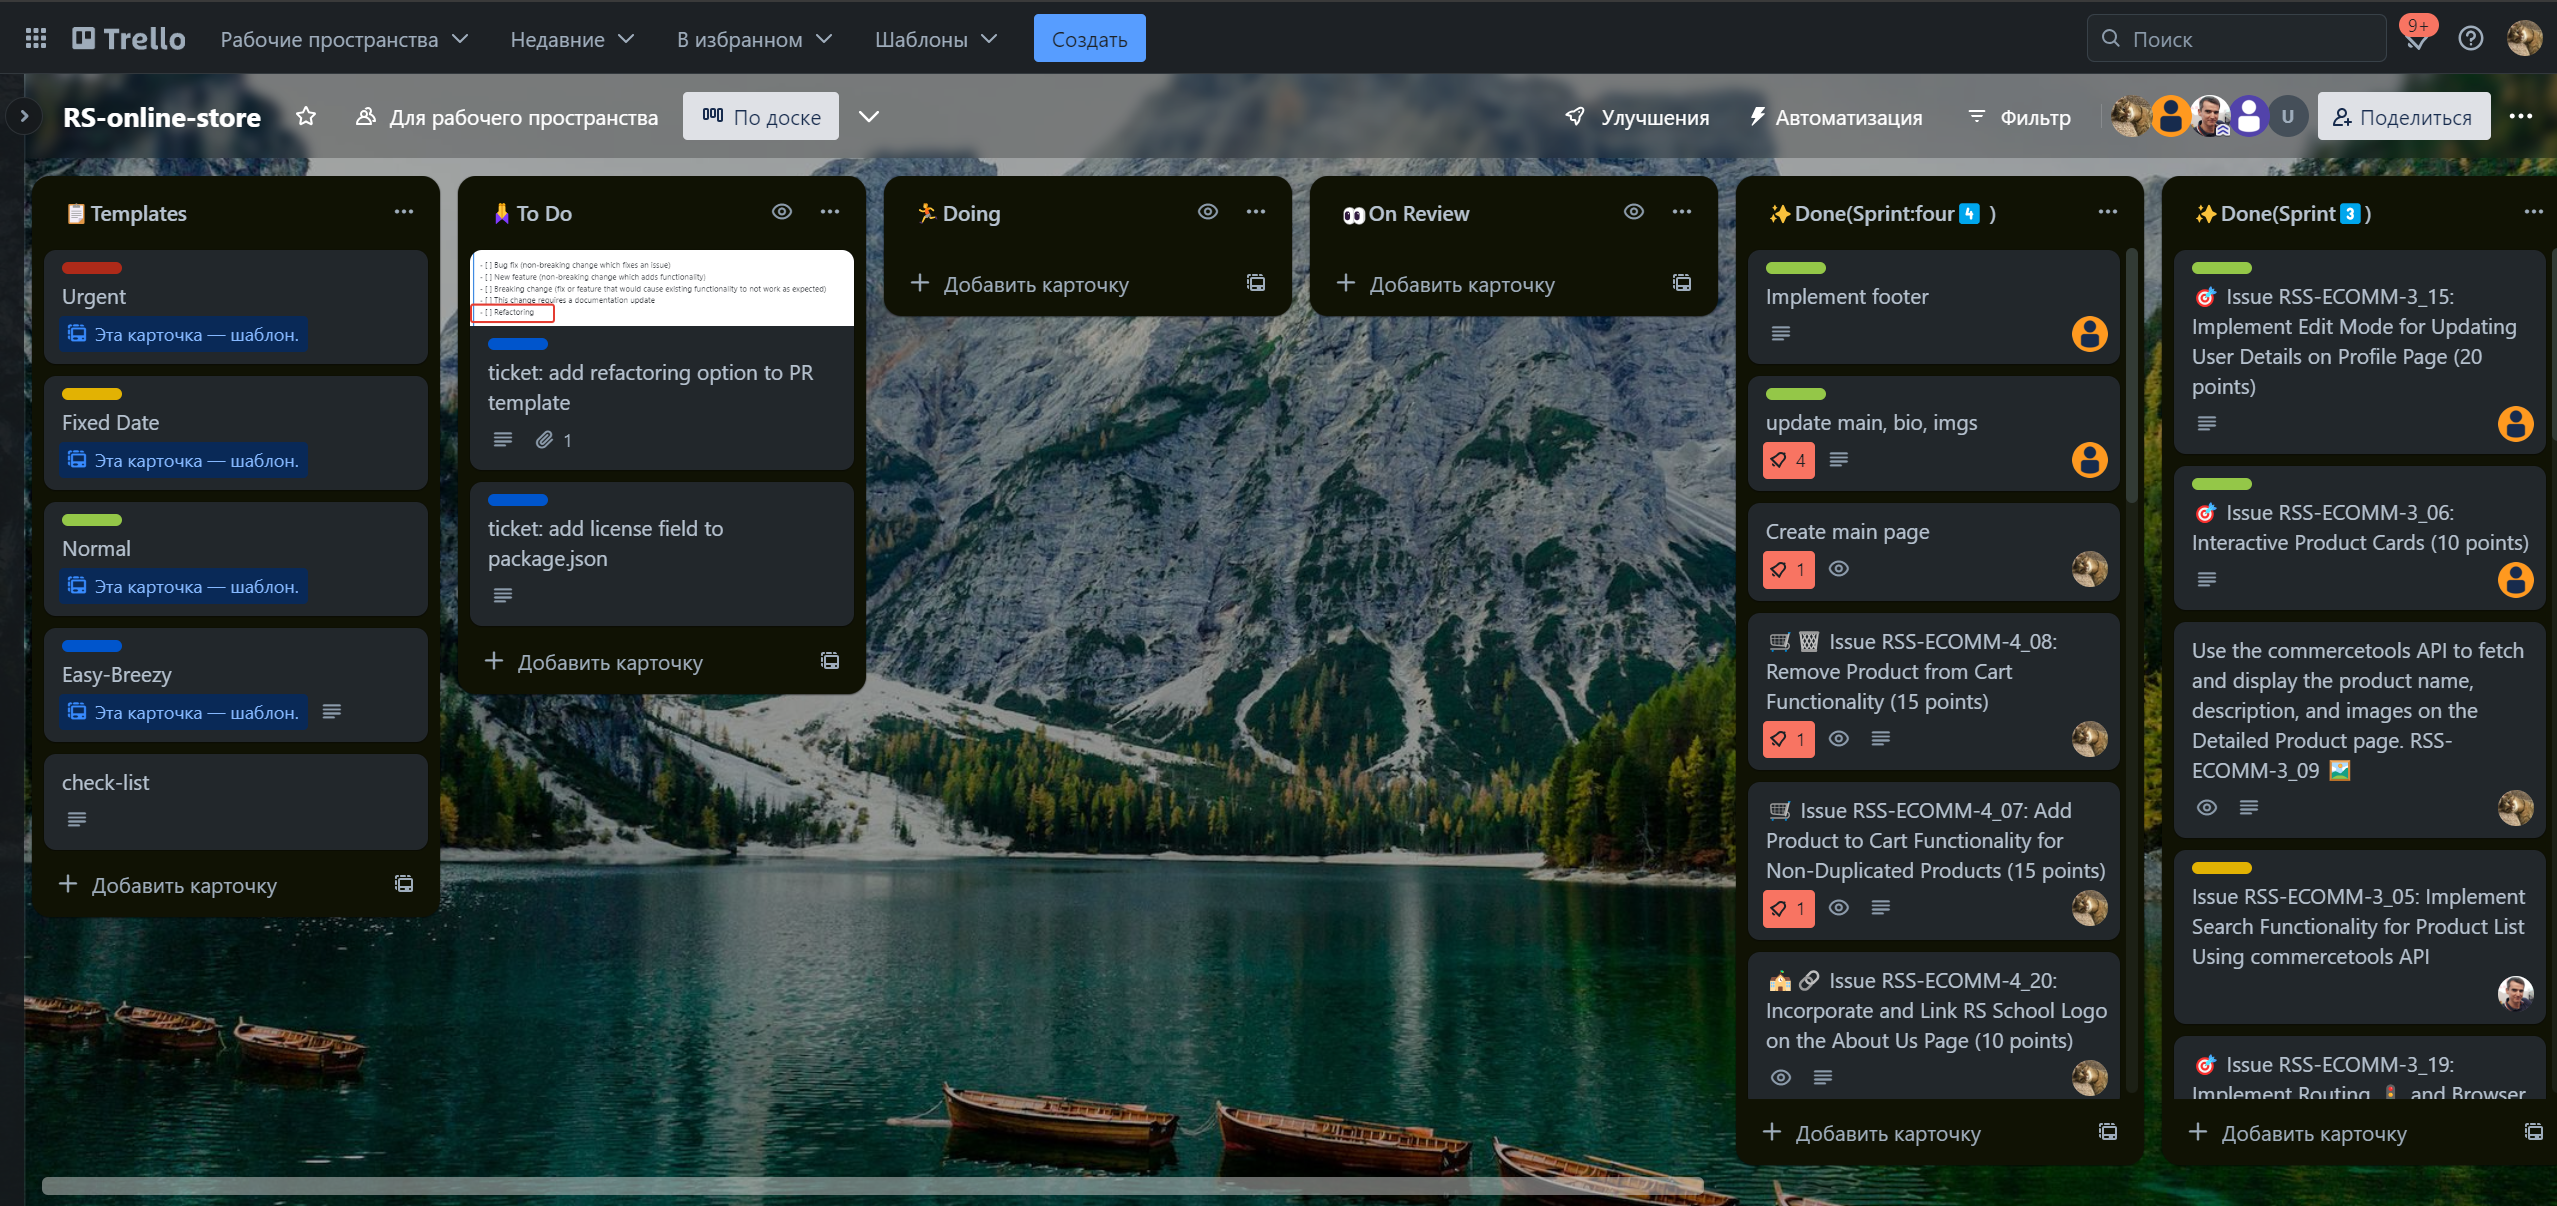 Trello
Рабочие пространства
Недавние
В избранном
Шаблоны
Создать
Поиск
9+
RS-online-store
Для рабочего пространства
По доске
Улучшения
Автоматизация
Фильтр
U
Поделиться
📋Templates
Urgent
Эта карточка — шаблон.
Fixed Date
Эта карточка — шаблон.
Normal
Эта карточка — шаблон.
Easy-Breezy
Эта карточка — шаблон.
check-list
Добавить карточку
To Do
- [ ] Bug fix (non-breaking change which fixes an issue)
- [ ] New feature (non-breaking change which adds functionality)
- [ ] Breaking change (fix or feature that would cause existing functionality to not work as expected)
- [ ] This change requires a documentation update
- [ ] Refactoring
ticket: add refactoring option to PR
template
1
ticket: add license field to
package.json
Добавить карточку
🏃Doing
Добавить карточку
👀On Review
Добавить карточку
✨Done(Sprint:four4️⃣ )
Implement footer
update main, bio, imgs
4
Create main page
1
🛒🗑️ Issue RSS-ECOMM-4_08:
Remove Product from Cart
Functionality (15 points)
1
🛒 Issue RSS-ECOMM-4_07: Add
Product to Cart Functionality for
Non-Duplicated Products (15 points)
1
🏫🔗 Issue RSS-ECOMM-4_20:
Incorporate and Link RS School Logo
on the About Us Page (10 points)
Добавить карточку
✨Done(Sprint3️⃣)
🎯 Issue RSS-ECOMM-3_15:
Implement Edit Mode for Updating
User Details on Profile Page (20
points)
🎯 Issue RSS-ECOMM-3_06:
Interactive Product Cards (10 points)
Use the commercetools API to fetch
and display the product name,
description, and images on the
Detailed Product page. RSS-
ECOMM-3_09 🖼️
Issue RSS-ECOMM-3_05: Implement
Search Functionality for Product List
Using commercetools API
🎯 Issue RSS-ECOMM-3_19:
Implement Routing 🚦 and Browser
Добавить карточку